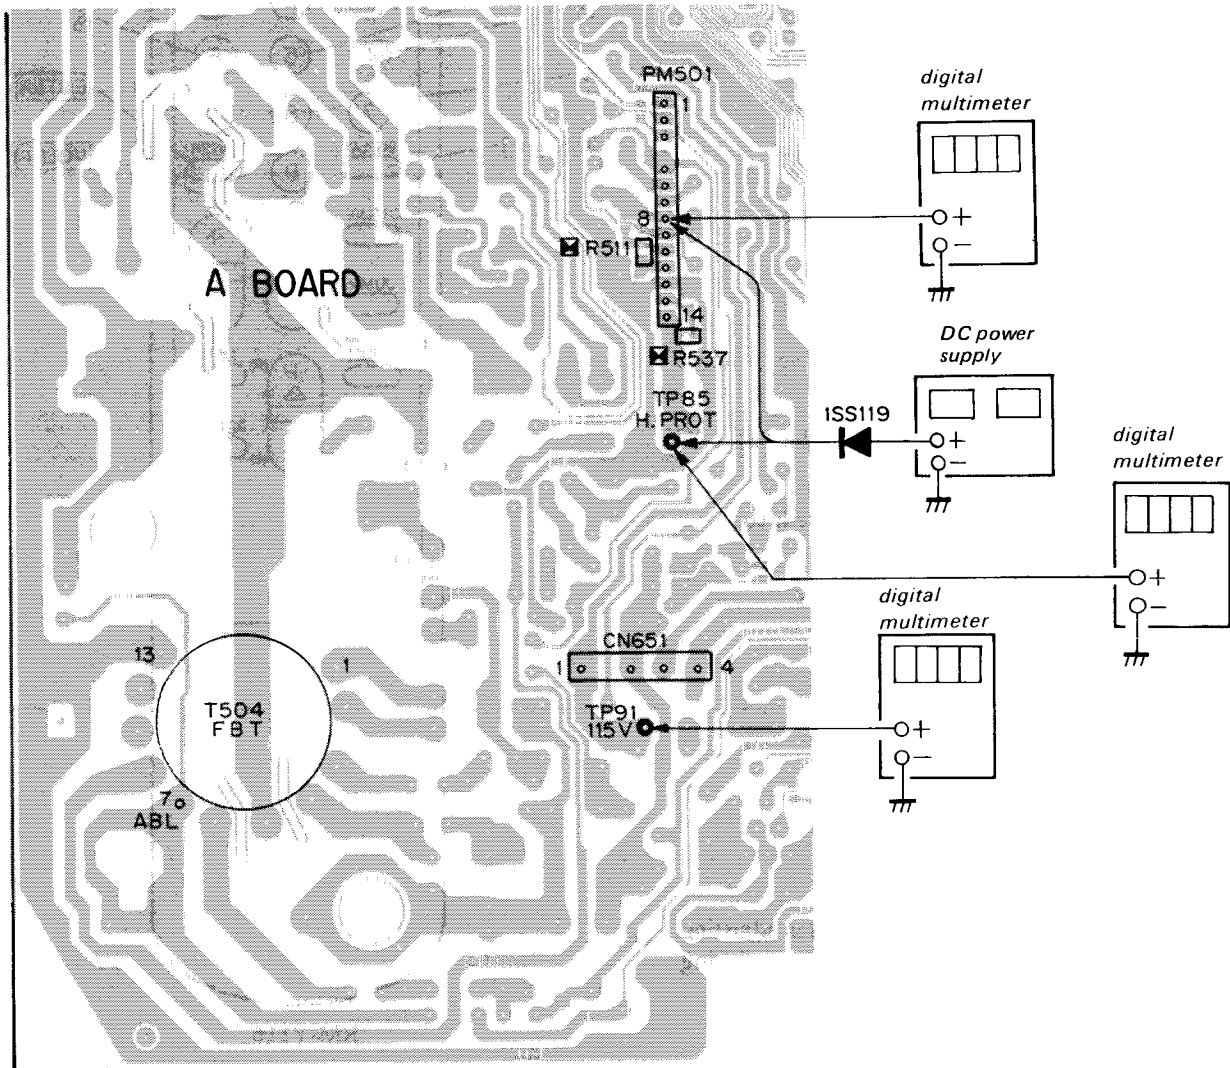 PM501
1
8
R511
14
R537
TP85
H. PROT
A BOARD
digital
multimeter
+
−
DC power
supply
1SS119
+
−
digital
multimeter
+
−
digital
multimeter
+
−
CN651
1
4
TP91
115V
13
1
T504
FBT
7
ABL